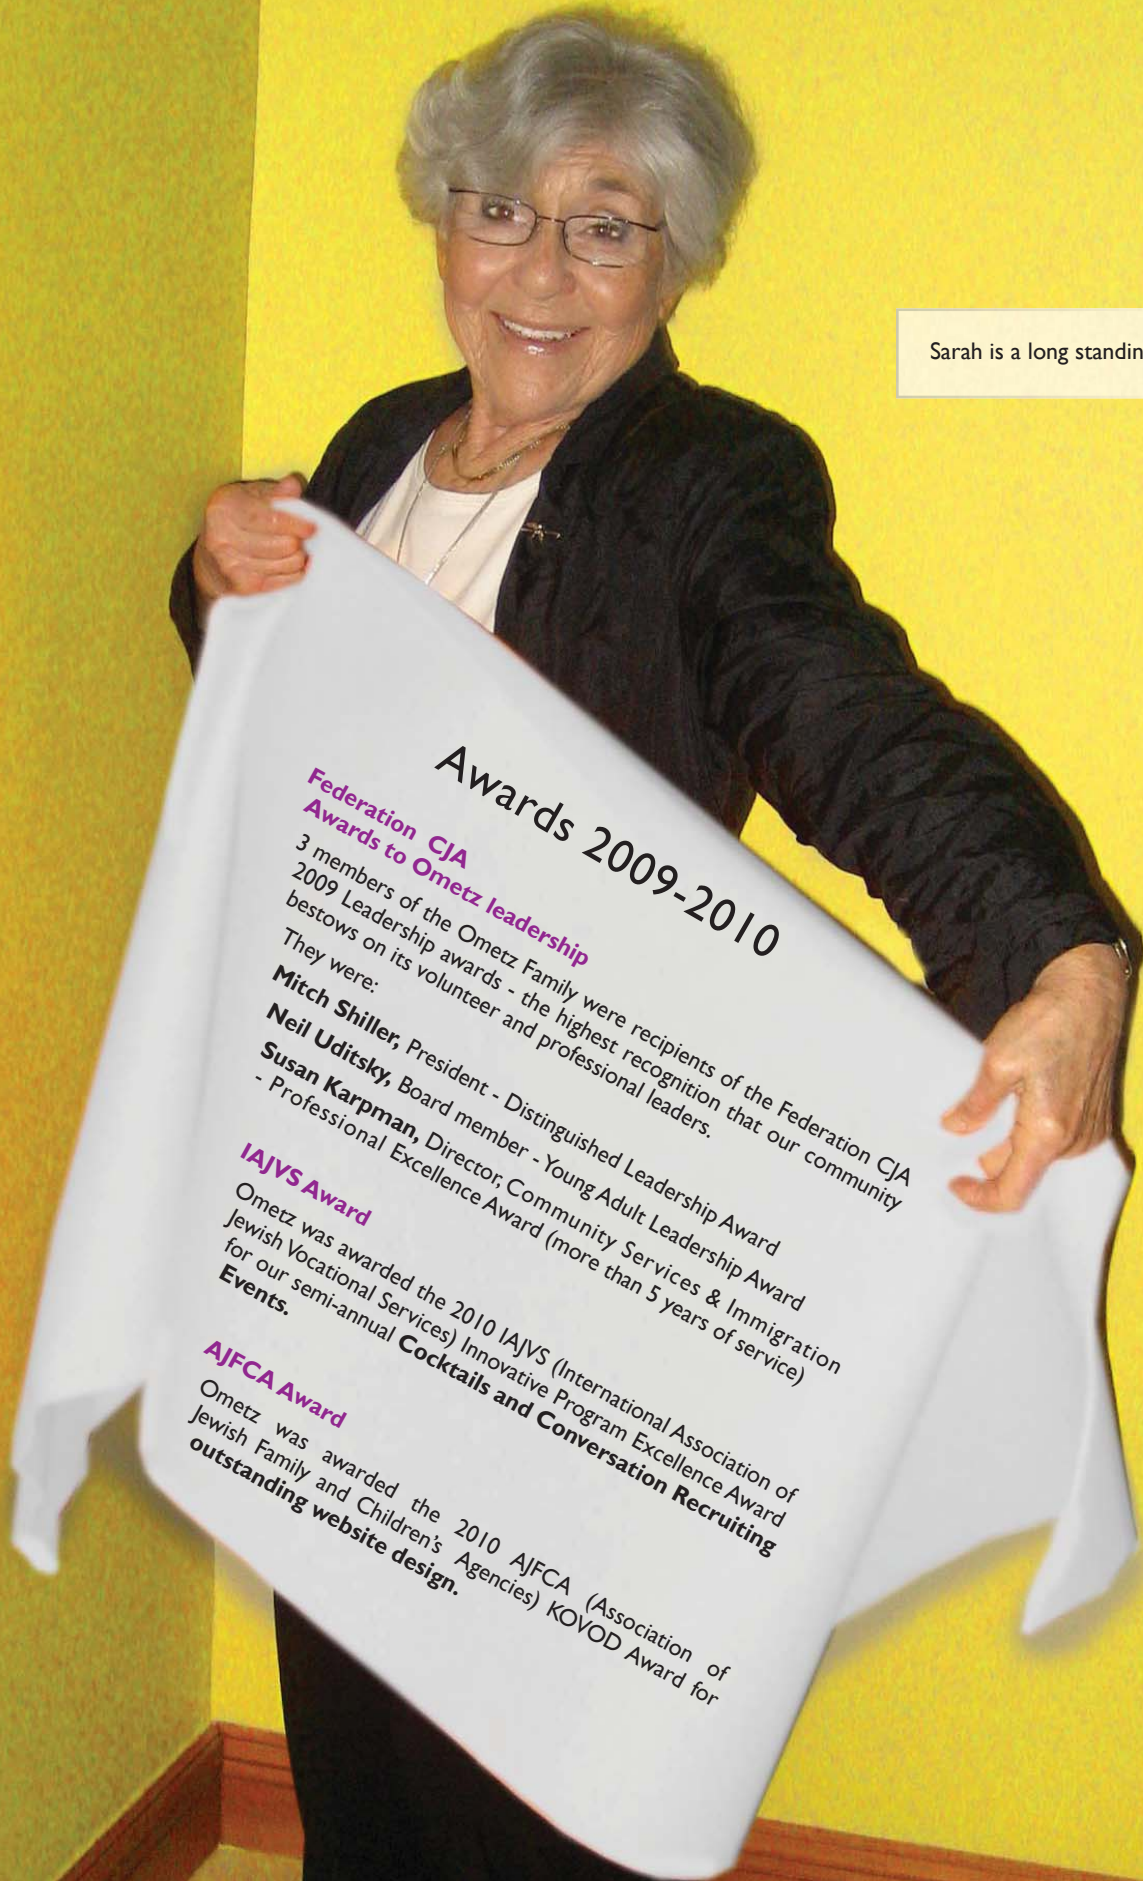 Sarah is a long standin
Awards 2009-2010
Federation CJA
Awards to Ometz leadership
3 members of the Ometz Family were recipients of the Federation CJA
2009 Leadership awards - the highest recognition that our community
bestows on its volunteer and professional leaders.
They were:
Mitch Shiller, President - Distinguished Leadership Award
Neil Uditsky, Board member - Young Adult Leadership Award
Susan Karpman, Director, Community Services & Immigration
- Professional Excellence Award (more than 5 years of service)
IAJVS Award
Ometz was awarded the 2010 IAJVS (International Association of
Jewish Vocational Services) Innovative Program Excellence Award
for our semi-annual Cocktails and Conversation Recruiting
Events.
AJFCA Award
Ometz was awarded the 2010 AJFCA (Association of
Jewish Family and Children's Agencies) KOVOD Award for
outstanding website design.